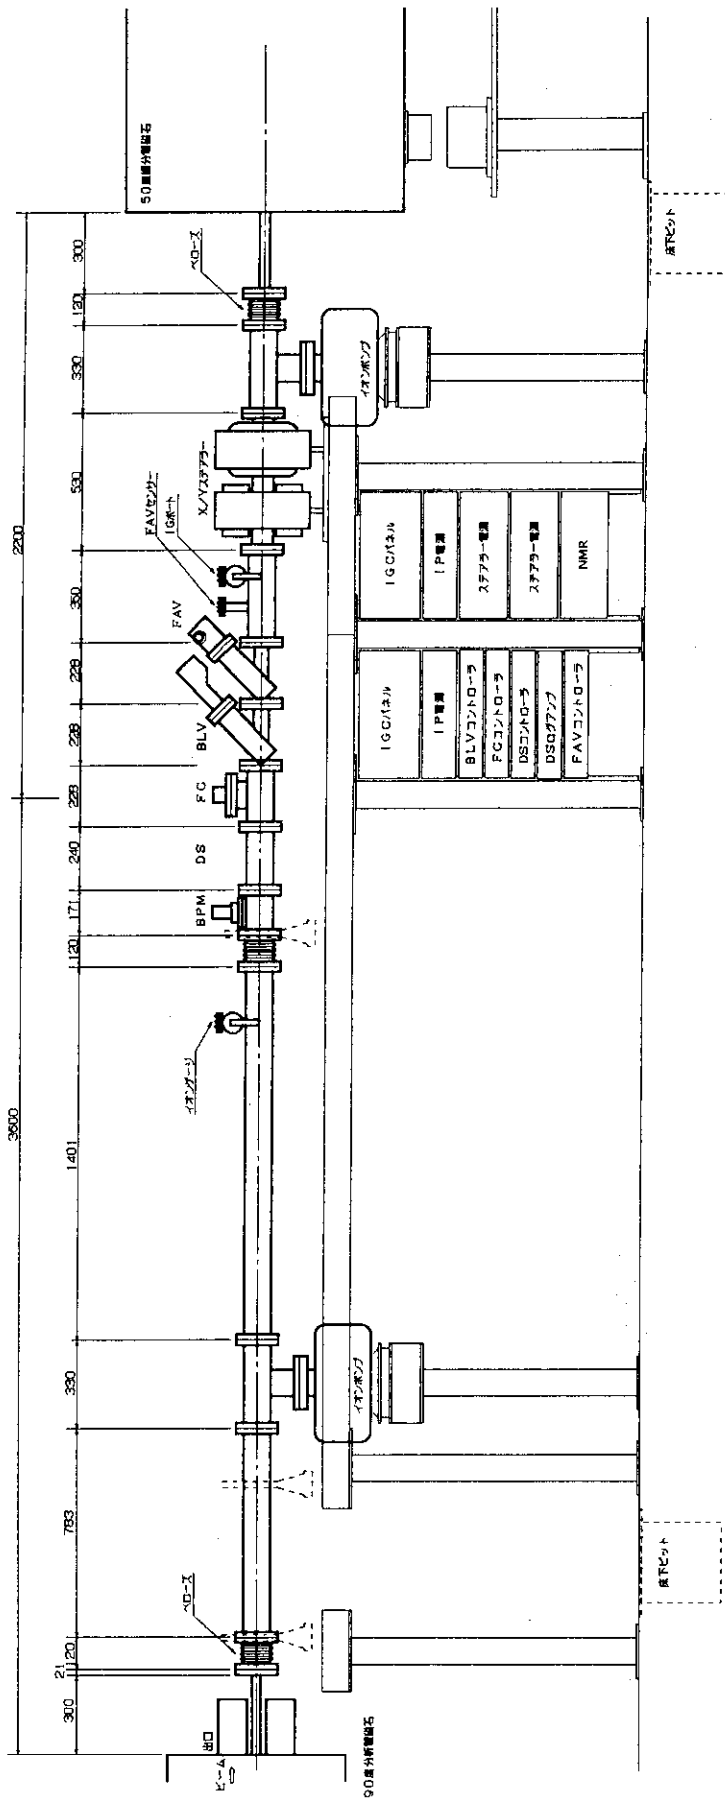 2200
3600
300
120
330
530
350
228
228
228
240
171
120
1401
330
783
120
21
300
50度
ベローズ
イオンポンプ
X/Yステアラー
FAVセンサー
IGポート
FAV
BLV
FC
DS
BPM
イオンゲージ
イオンポンプ
ベローズ
出口
ビーム
90度分析電磁石
IGCパネル
IP電源
ステアラー電源
ステアラー電源
NMR
IGCパネル
IP電源
BLVコントローラ
FCコントローラ
DSコントローラ
DSログアンプ
FAVコントローラ
床下ピット
床下ピット